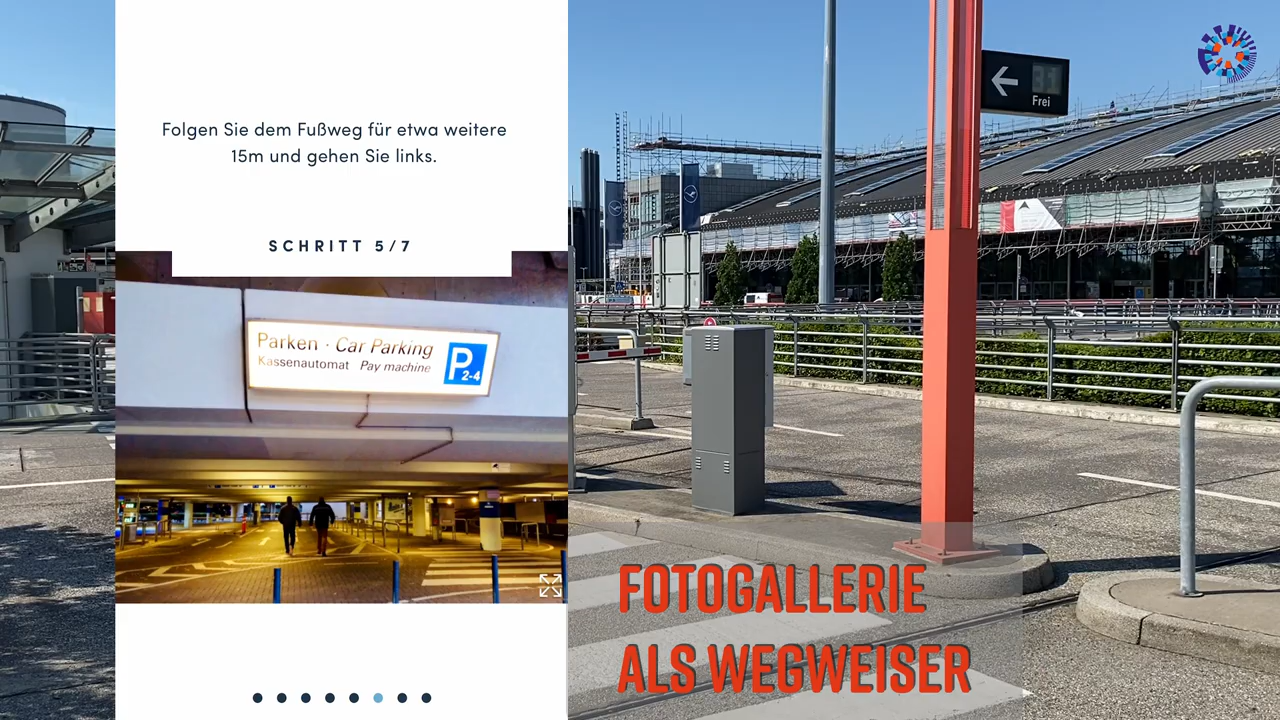 Folgen Sie dem Fußweg für etwa weitere
15m und gehen Sie links.
SCHRITT 5/7
Parken · Car Parking
Kassenautomat Pay machine
P
2-4
Frei
FOTOGALLERIE
ALS WEGWEISER